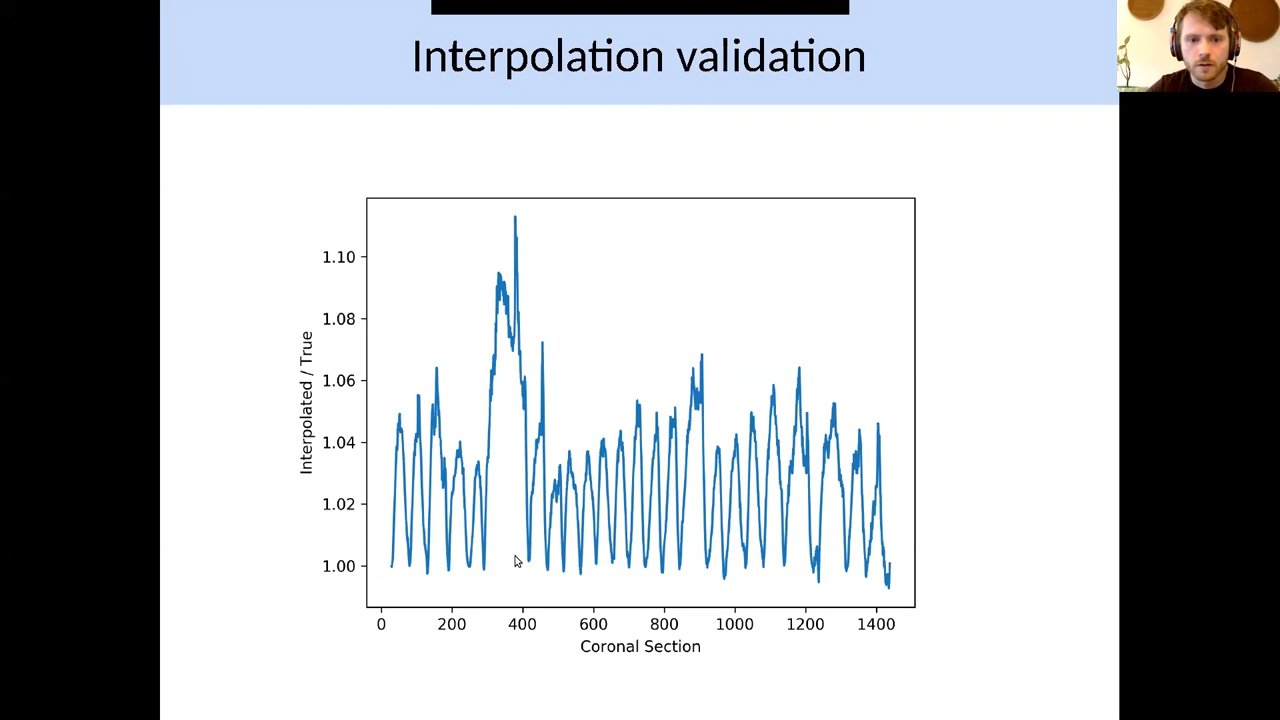 Interpolation validation
1.10
1.08
1.06
1.04
1.02
1.00
Interpolated / True
0 200 400 600 800 1000 1200 1400
Coronal Section